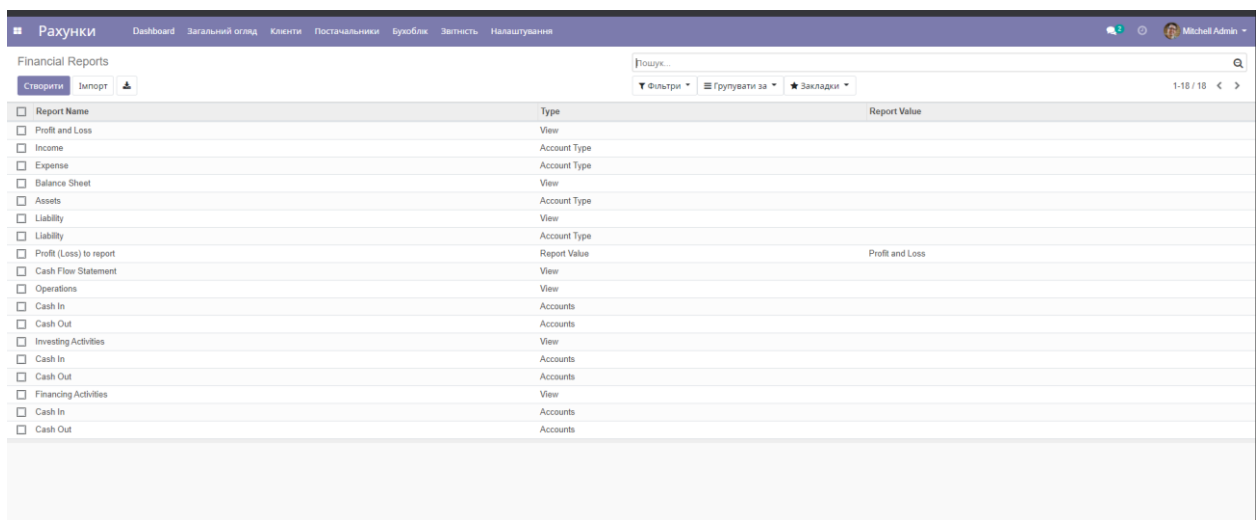 Рахунки Dashboard Загальний огляд Клієнти Постачальники Бухоблік Звітність Налаштування 2 Mitchell Admin
Financial Reports Пошук...
Створити Імпорт Фільтри Групувати за Закладки 1-18 / 18
Report Name Type Report Value
Profit and Loss View
Income Account Type
Expense Account Type
Balance Sheet View
Assets Account Type
Liability View
Liability Account Type
Profit (Loss) to report Report Value Profit and Loss
Cash Flow Statement View
Operations View
Cash In Accounts
Cash Out Accounts
Investing Activities View
Cash In Accounts
Cash Out Accounts
Financing Activities View
Cash In Accounts
Cash Out Accounts